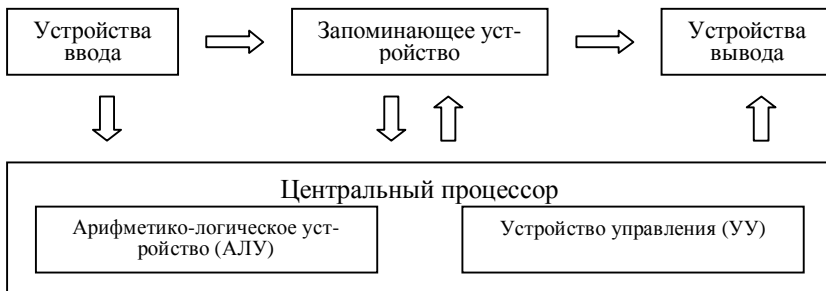 Устройства
ввода
Запоминающее уст-
ройство
Устройства
вывода
Центральный процессор
Арифметико-логическое уст-
ройство (АЛУ)
Устройство управления (УУ)